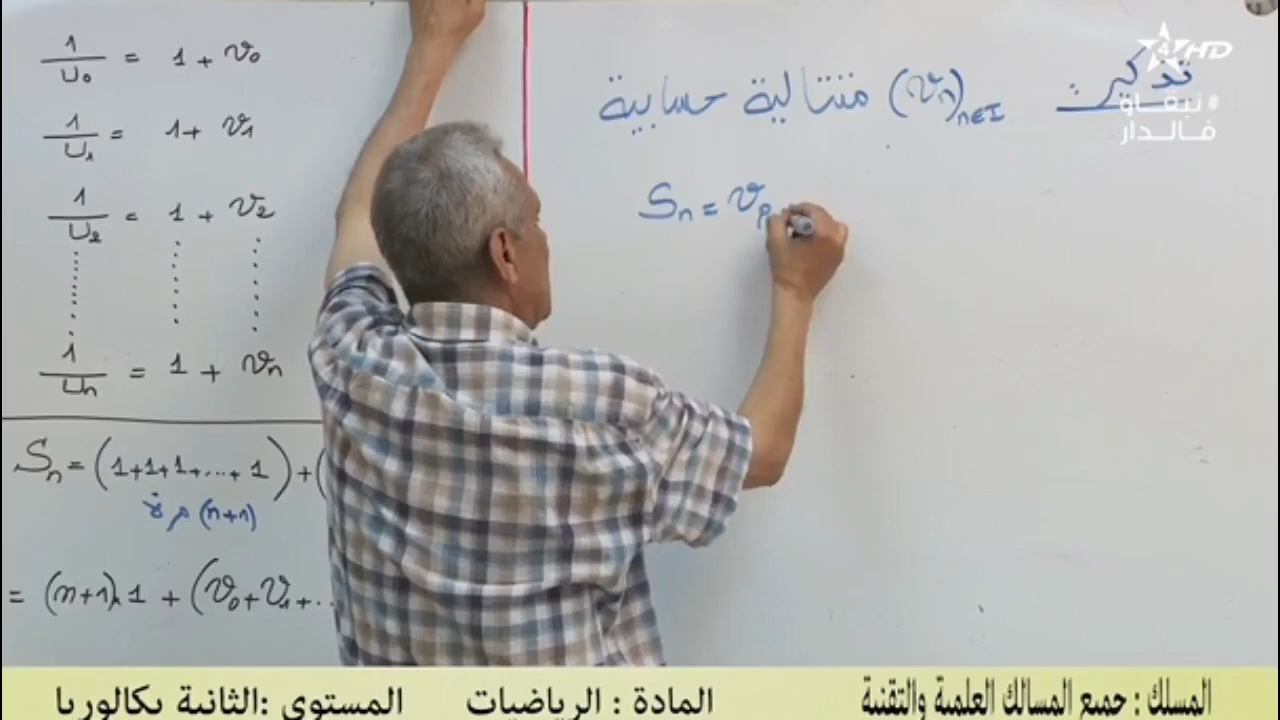 1/U₀ = 1 + v₀
1/U₁ = 1 + v₁
1/U₂ = 1 + v₂
1/Uₙ = 1 + vₙ
Sₙ = (1+1+1+...+ 1) + (
(n+1) مرة
= (n+1)×1 + (v₀+v₁+...
تذكير:
(vₙ)ₙ∈I متتالية حسابية
Sₙ = vₚ
4 HD
#نبقاو
فالدار
المسلك : جميع المسالك العلمية والتقنية
المادة : الرياضيات
المستوى :الثانية بكالوريا